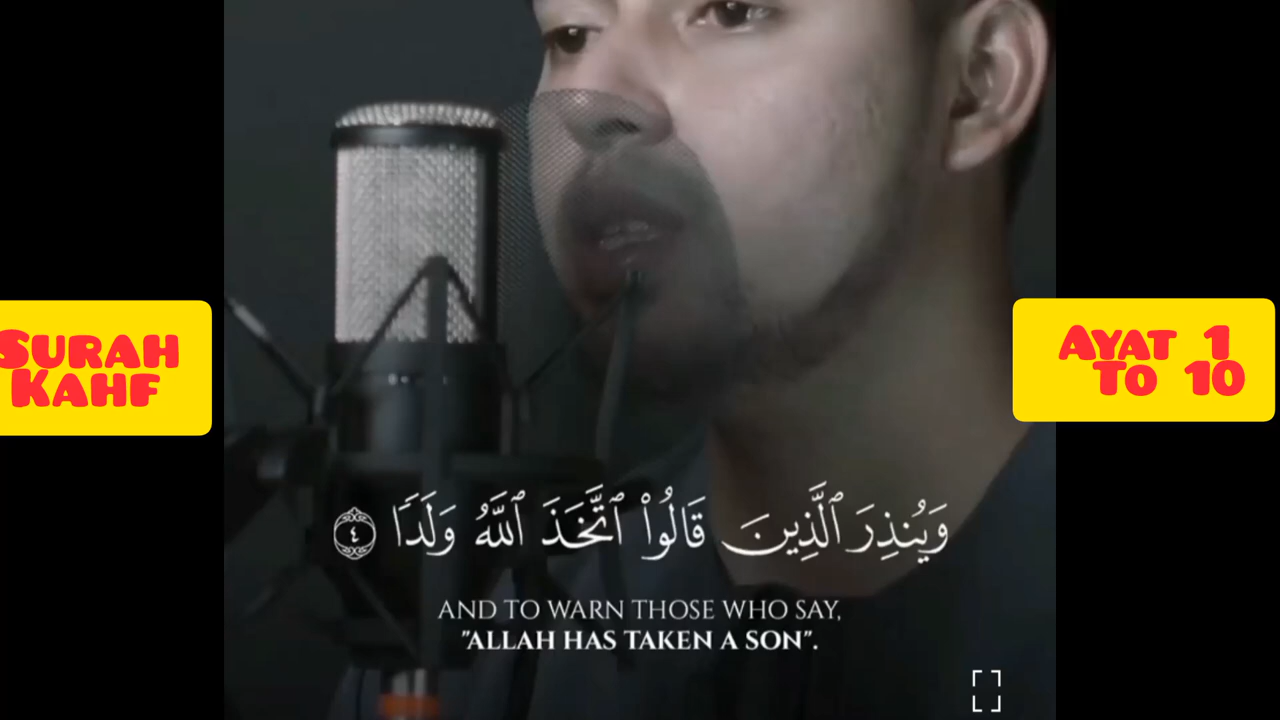 SURAH
KAHF
AYAT 1
TO 10
وَيُنذِرَ ٱلَّذِينَ قَالُوا۟ ٱتَّخَذَ ٱللَّهُ وَلَدًۭا ٤
AND TO WARN THOSE WHO SAY,
"ALLAH HAS TAKEN A SON".